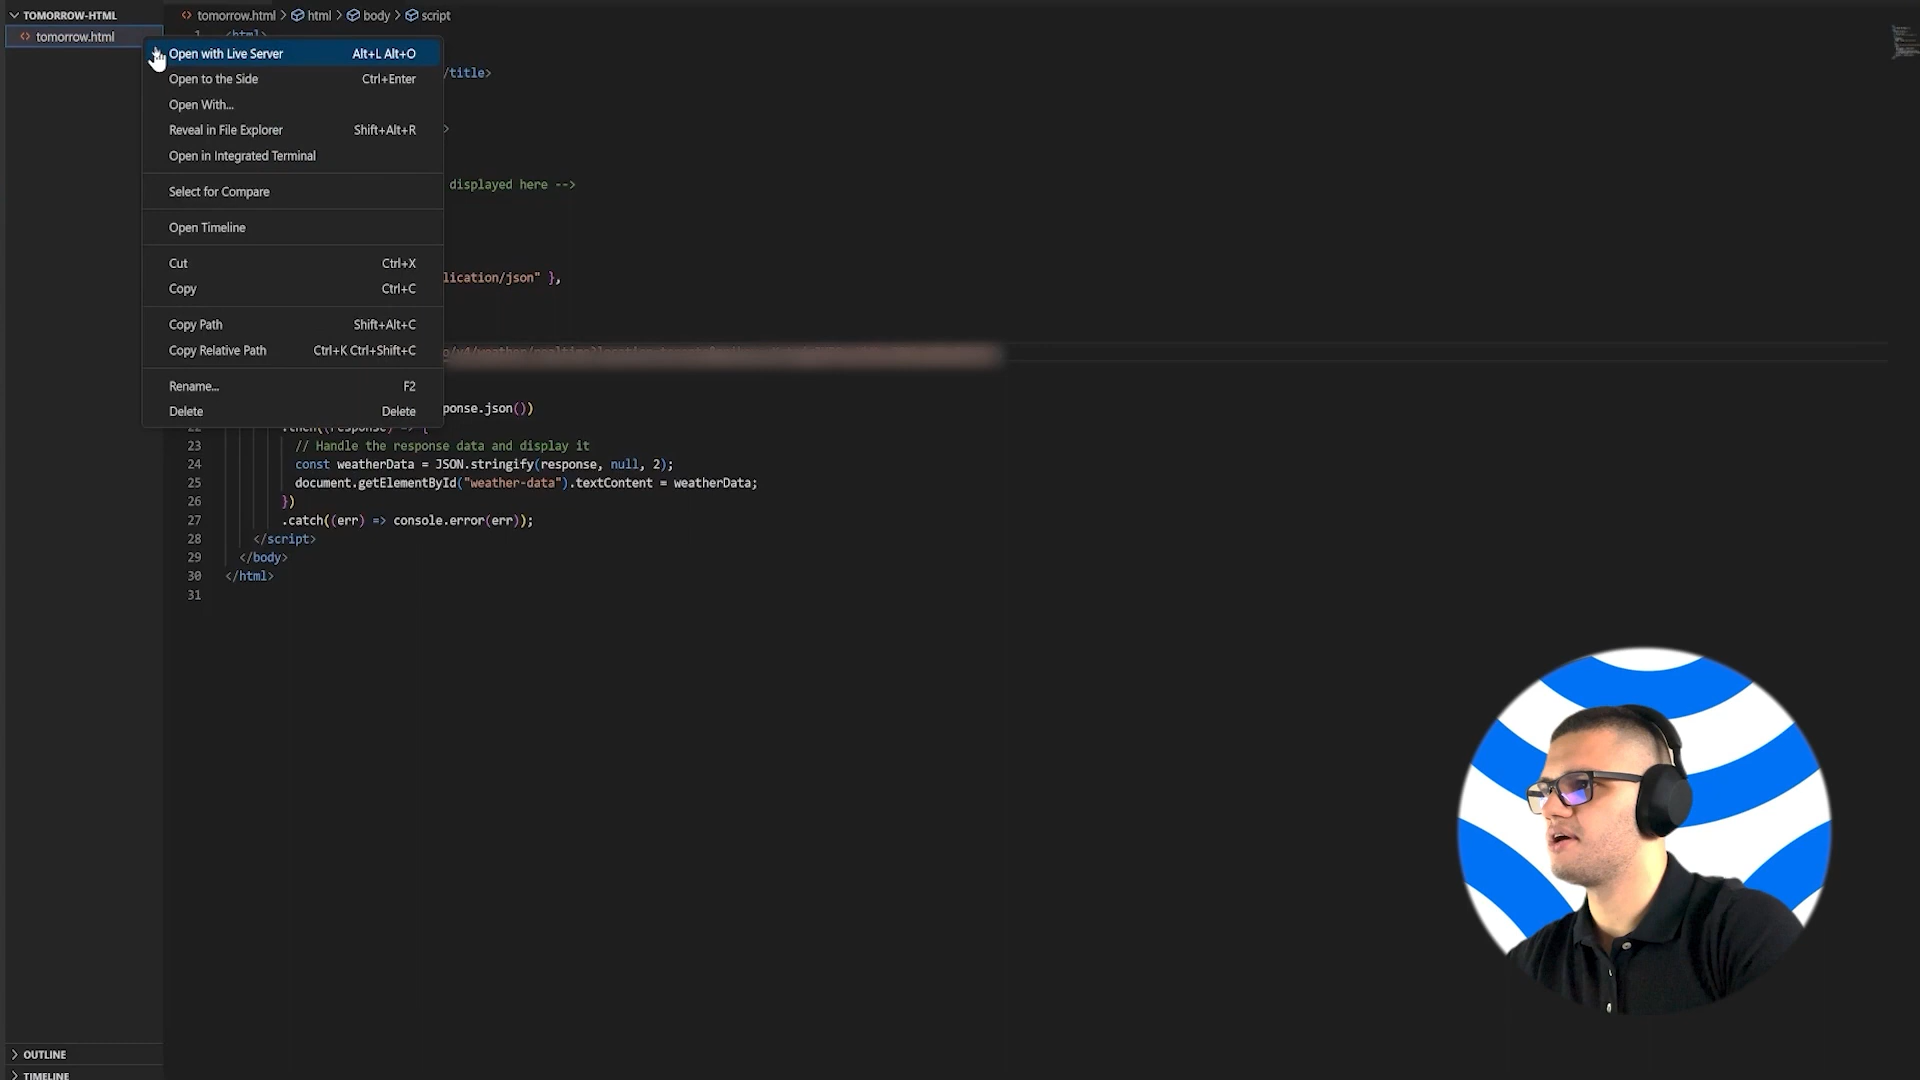 TOMORROW-HTML
tomorrow.html
tomorrow.html > html > body > script
1 <html>
Open with Live Server Alt+L Alt+O
Open to the Side Ctrl+Enter
/title>
Open With...
Reveal in File Explorer Shift+Alt+R
>
Open in Integrated Terminal
Select for Compare
displayed here -->
Open Timeline
Cut Ctrl+X
lication/json" },
Copy Ctrl+C
Copy Path Shift+Alt+C
Copy Relative Path Ctrl+K Ctrl+Shift+C
Rename... F2
Delete Delete
ponse.json())
22 .then((response) => {
23 // Handle the response data and display it
24 const weatherData = JSON.stringify(response, null, 2);
25 document.getElementById("weather-data").textContent = weatherData;
26 })
27 .catch((err) => console.error(err));
28 </script>
29 </body>
30 </html>
31
OUTLINE
TIMELINE